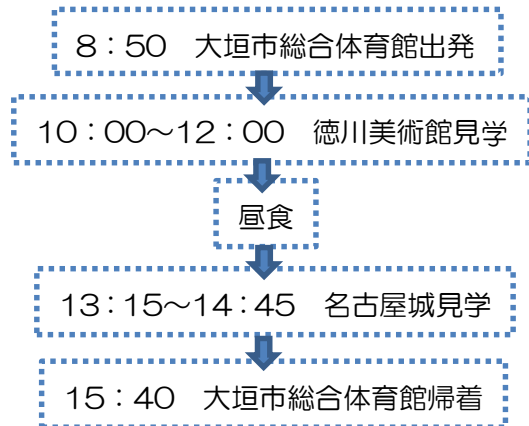 ８：５０　大垣市総合体育館出発
１０：００～１２：００　徳川美術館見学
昼食
１３：１５～１４：４５　名古屋城見学
１５：４０　大垣市総合体育館帰着